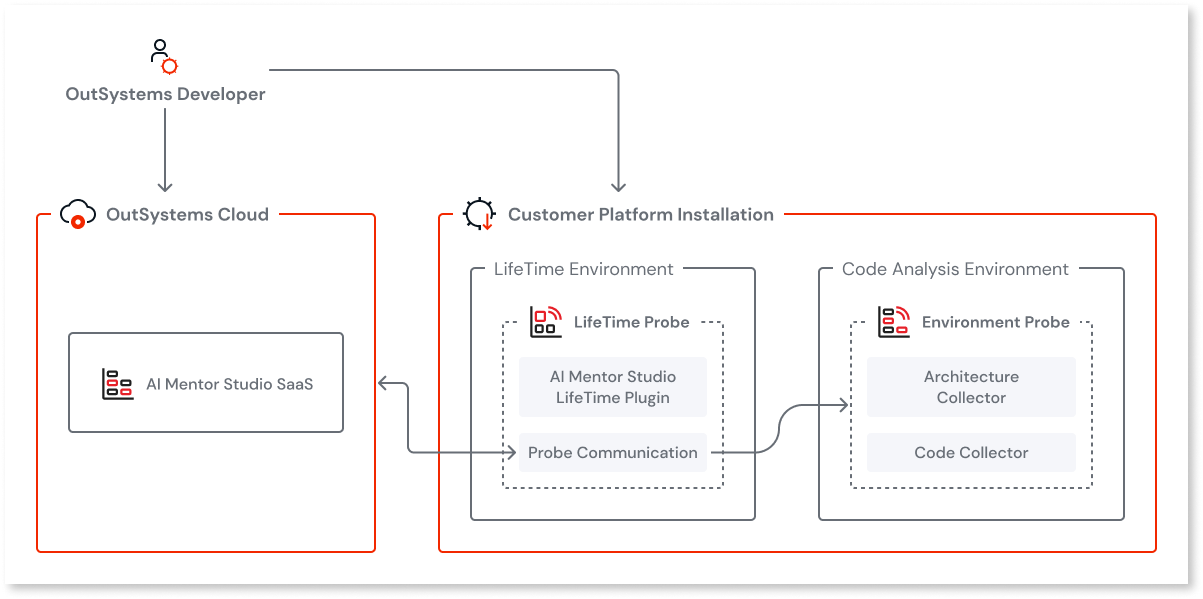 OutSystems Developer
OutSystems Cloud
AI Mentor Studio SaaS
Customer Platform Installation
LifeTime Environment
LifeTime Probe
AI Mentor Studio
LifeTime Plugin
Probe Communication
Code Analysis Environment
Environment Probe
Architecture
Collector
Code Collector